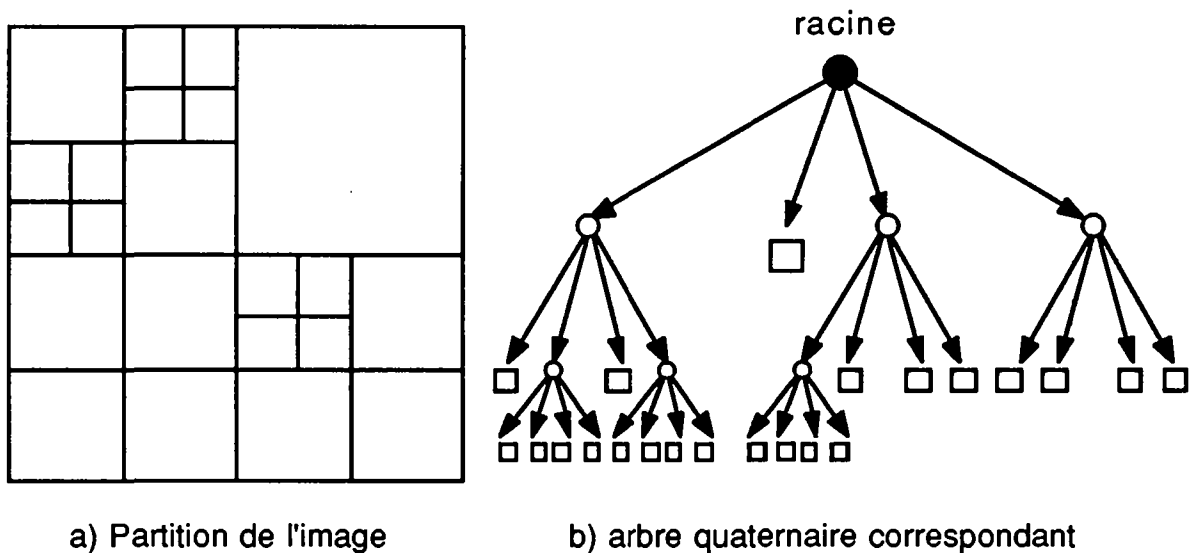 racine
a) Partition de l'image
b) arbre quaternaire correspondant